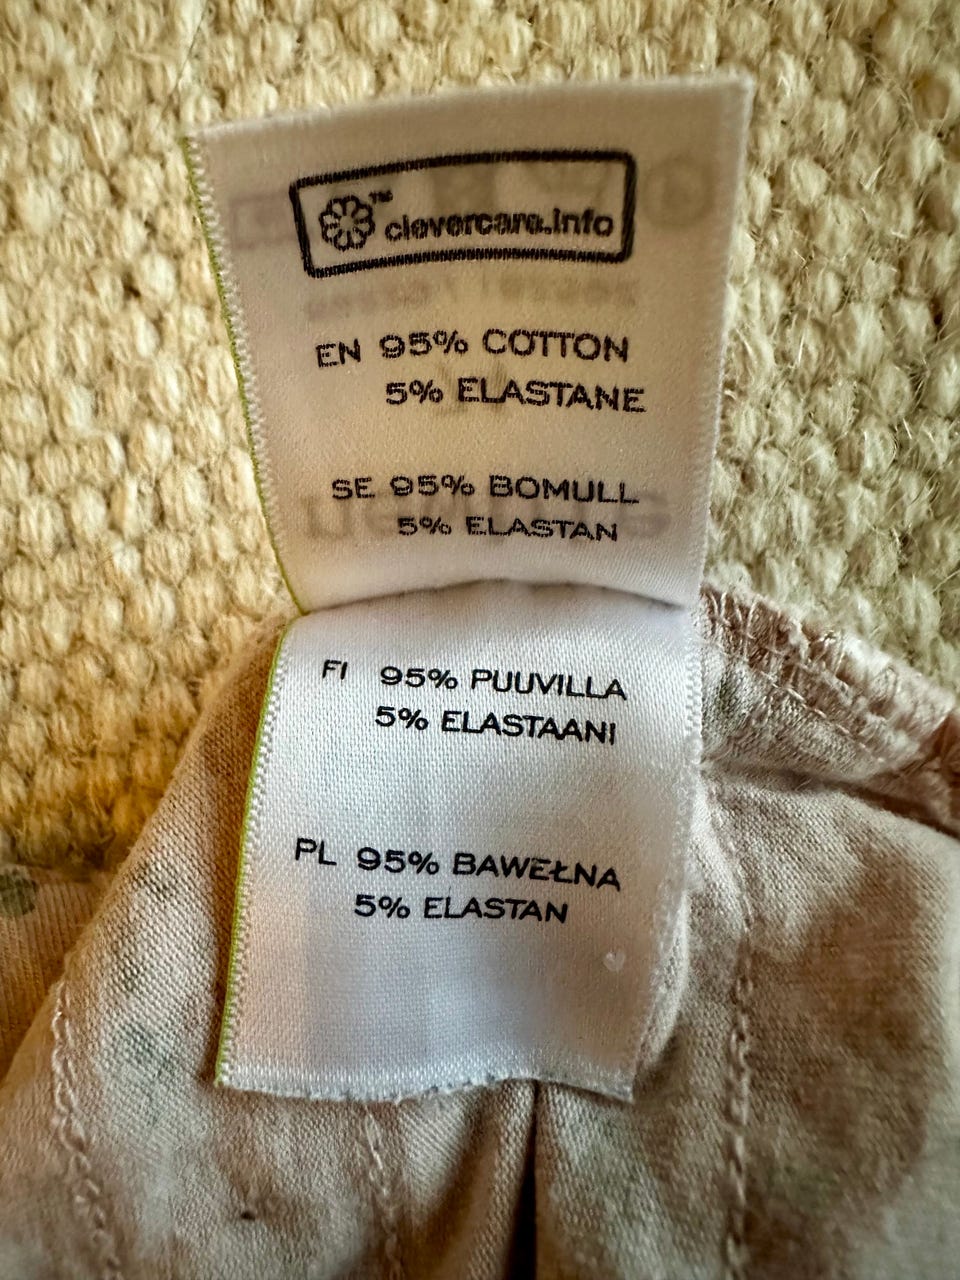 ™ clevercare.info
EN 95% COTTON
5% ELASTANE
SE 95% BOMULL
5% ELASTAN
FI 95% PUUVILLA
5% ELASTAANI
PL 95% BAWEŁNA
5% ELASTAN